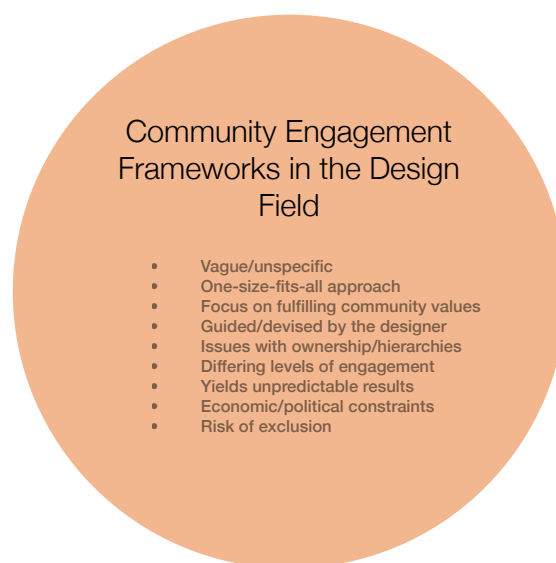 Community Engagement
Frameworks in the Design
Field
• Vague/unspecific
• One-size-fits-all approach
• Focus on fulfilling community values
• Guided/devised by the designer
• Issues with ownership/hierarchies
• Differing levels of engagement
• Yields unpredictable results
• Economic/political constraints
• Risk of exclusion